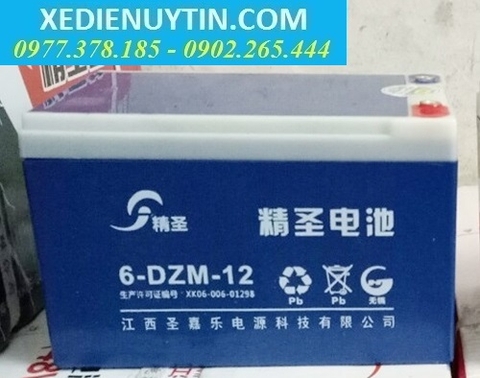 XEDIENUYTIN.COM
0977.378.185 - 0902.265.444
精圣
精圣电池
6-DZM-12
生产许可证编号：XK06-006-01298
Pb
Pb
无镉
江西圣嘉乐电源科技有限公司